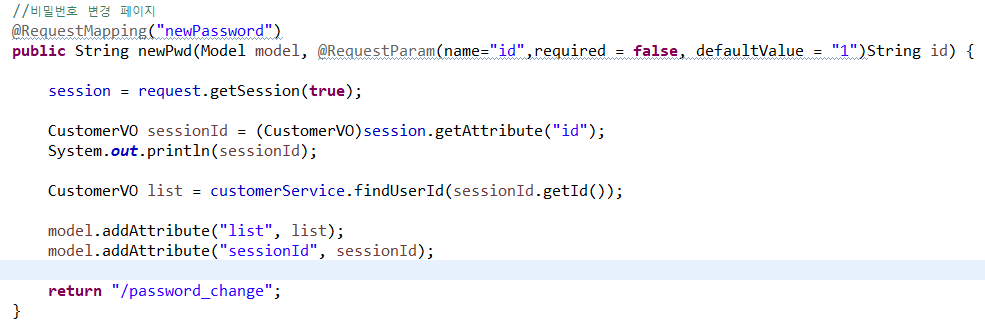 //비밀번호 변경 페이지
@RequestMapping("newPassword")
public String newPwd(Model model, @RequestParam(name="id",required = false, defaultValue = "1")String id) {
session = request.getSession(true);
CustomerVO sessionId = (CustomerVO)session.getAttribute("id");
System.out.println(sessionId);
CustomerVO list = customerService.findUserId(sessionId.getId());
model.addAttribute("list", list);
model.addAttribute("sessionId", sessionId);
return "/password_change";
}